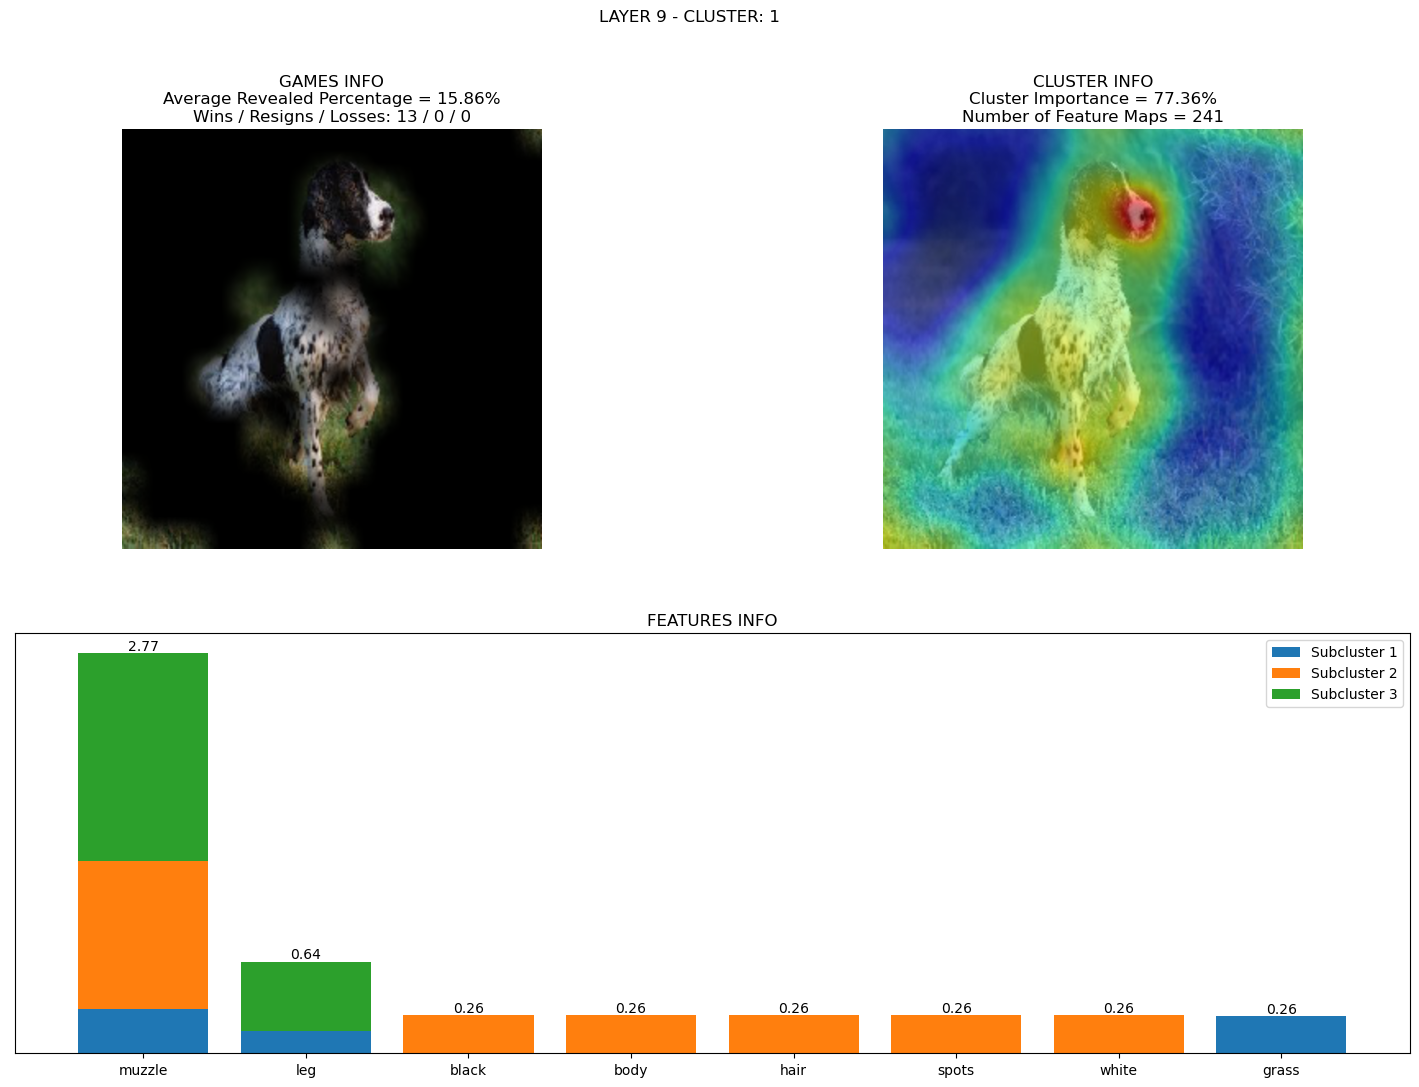 LAYER 9 - CLUSTER: 1
GAMES INFO
Average Revealed Percentage = 15.86%
Wins / Resigns / Losses: 13 / 0 / 0
CLUSTER INFO
Cluster Importance = 77.36%
Number of Feature Maps = 241
FEATURES INFO
Subcluster 1
Subcluster 2
Subcluster 3
2.77
0.64
0.26
0.26
0.26
0.26
0.26
0.26
muzzle
leg
black
body
hair
spots
white
grass